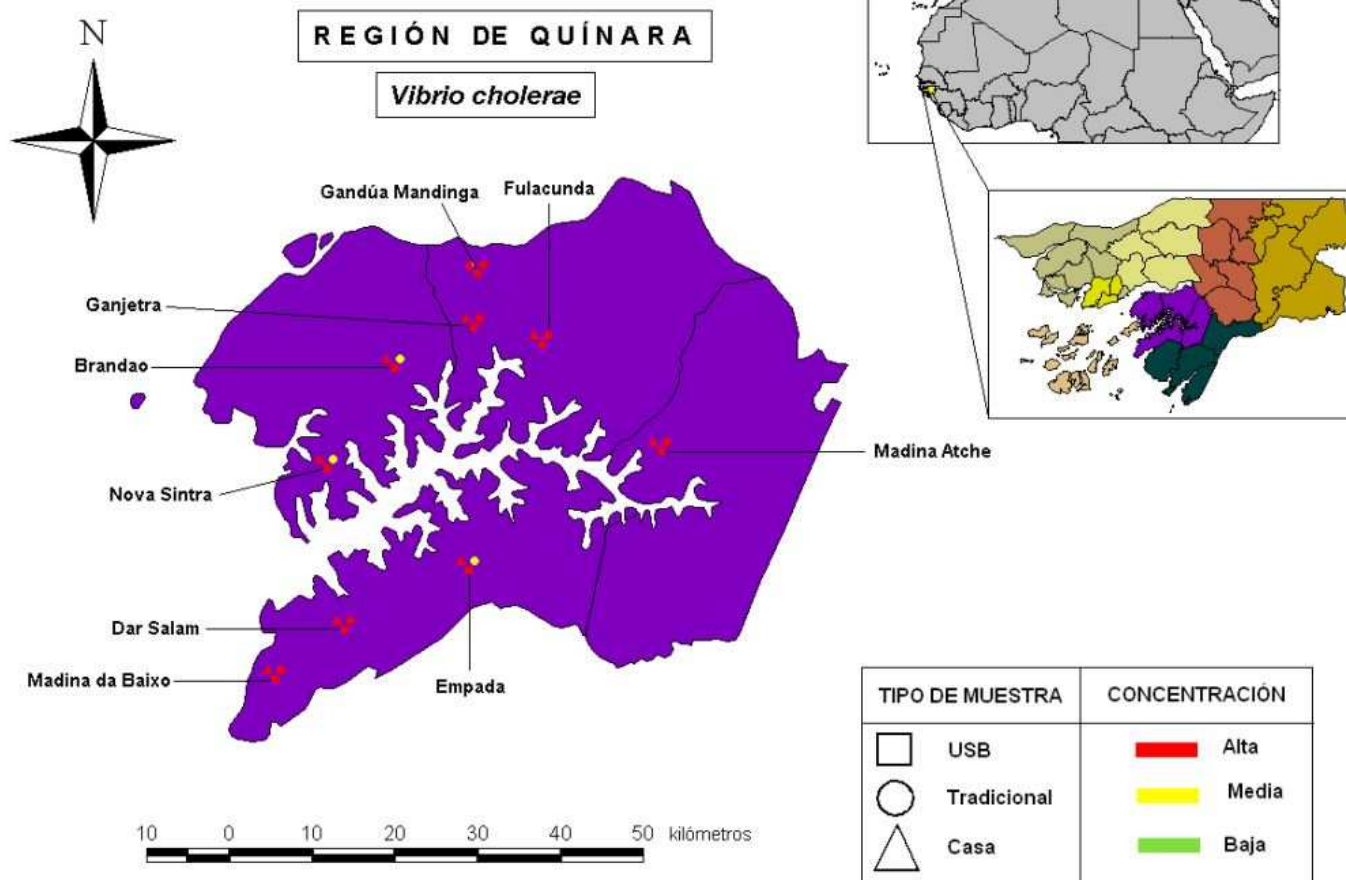 N
REGIÓN DE QUÍNARA
Vibrio cholerae
Gandúa Mandinga
Fulacunda
Ganjetra
Brandao
Madina Atche
Nova Sintra
Dar Salam
Madina da Baixo
Empada
10 0 10 20 30 40 50 kilómetros
TIPO DE MUESTRA CONCENTRACIÓN
USB Alta
Tradicional Media
Casa Baja